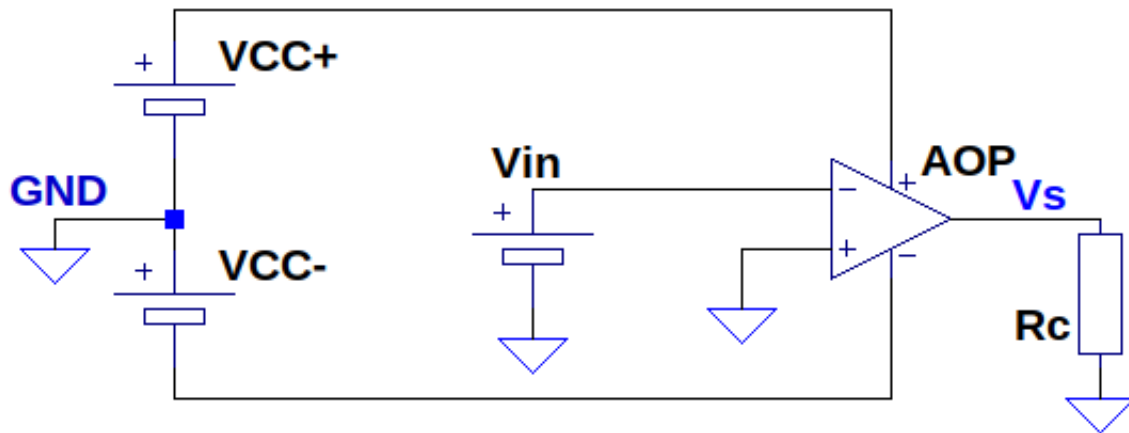 +
VCC+
GND
+
VCC-
Vin
+
−
+
+
−
AOP
Vs
Rc